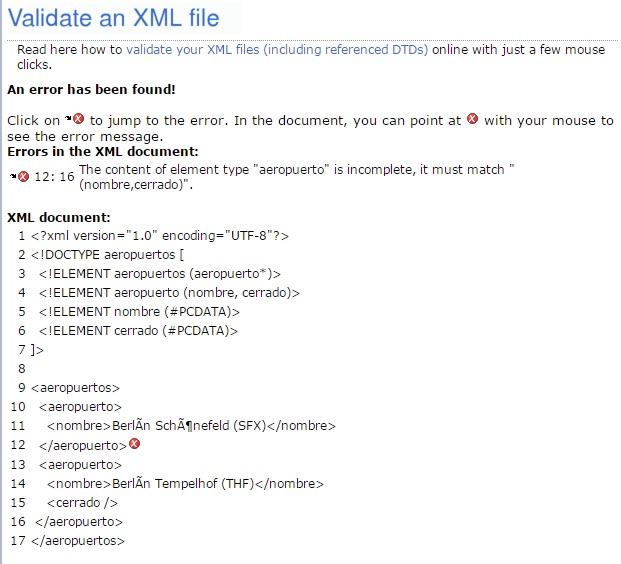 Validate an XML file
Read here how to validate your XML files (including referenced DTDs) online with just a few mouse
clicks.
An error has been found!
Click on to jump to the error. In the document, you can point at with your mouse to
see the error message.
Errors in the XML document:
12: 16 The content of element type "aeropuerto" is incomplete, it must match "
(nombre,cerrado)".
XML document:
1 <?xml version="1.0" encoding="UTF-8"?>
2 <!DOCTYPE aeropuertos [
3 <!ELEMENT aeropuertos (aeropuerto*)>
4 <!ELEMENT aeropuerto (nombre, cerrado)>
5 <!ELEMENT nombre (#PCDATA)>
6 <!ELEMENT cerrado (#PCDATA)>
7 ]>
8
9 <aeropuertos>
10 <aeropuerto>
11 <nombre>BerlÃn SchÃ¶nefeld (SFX)</nombre>
12 </aeropuerto>
13 <aeropuerto>
14 <nombre>BerlÃn Tempelhof (THF)</nombre>
15 <cerrado />
16 </aeropuerto>
17 </aeropuertos>